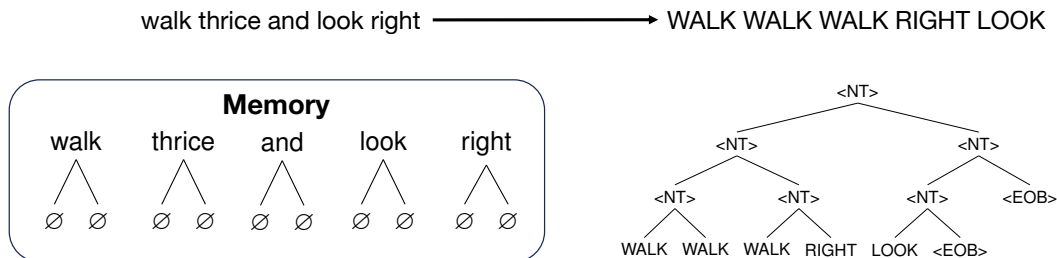 walk thrice and look right WALK WALK WALK RIGHT LOOK
Memory
walk thrice and look right
∅ ∅ ∅ ∅ ∅ ∅ ∅ ∅ ∅ ∅
<NT>
<NT> <NT>
<NT> <NT> <NT> <EOB>
WALK WALK WALK RIGHT LOOK <EOB>